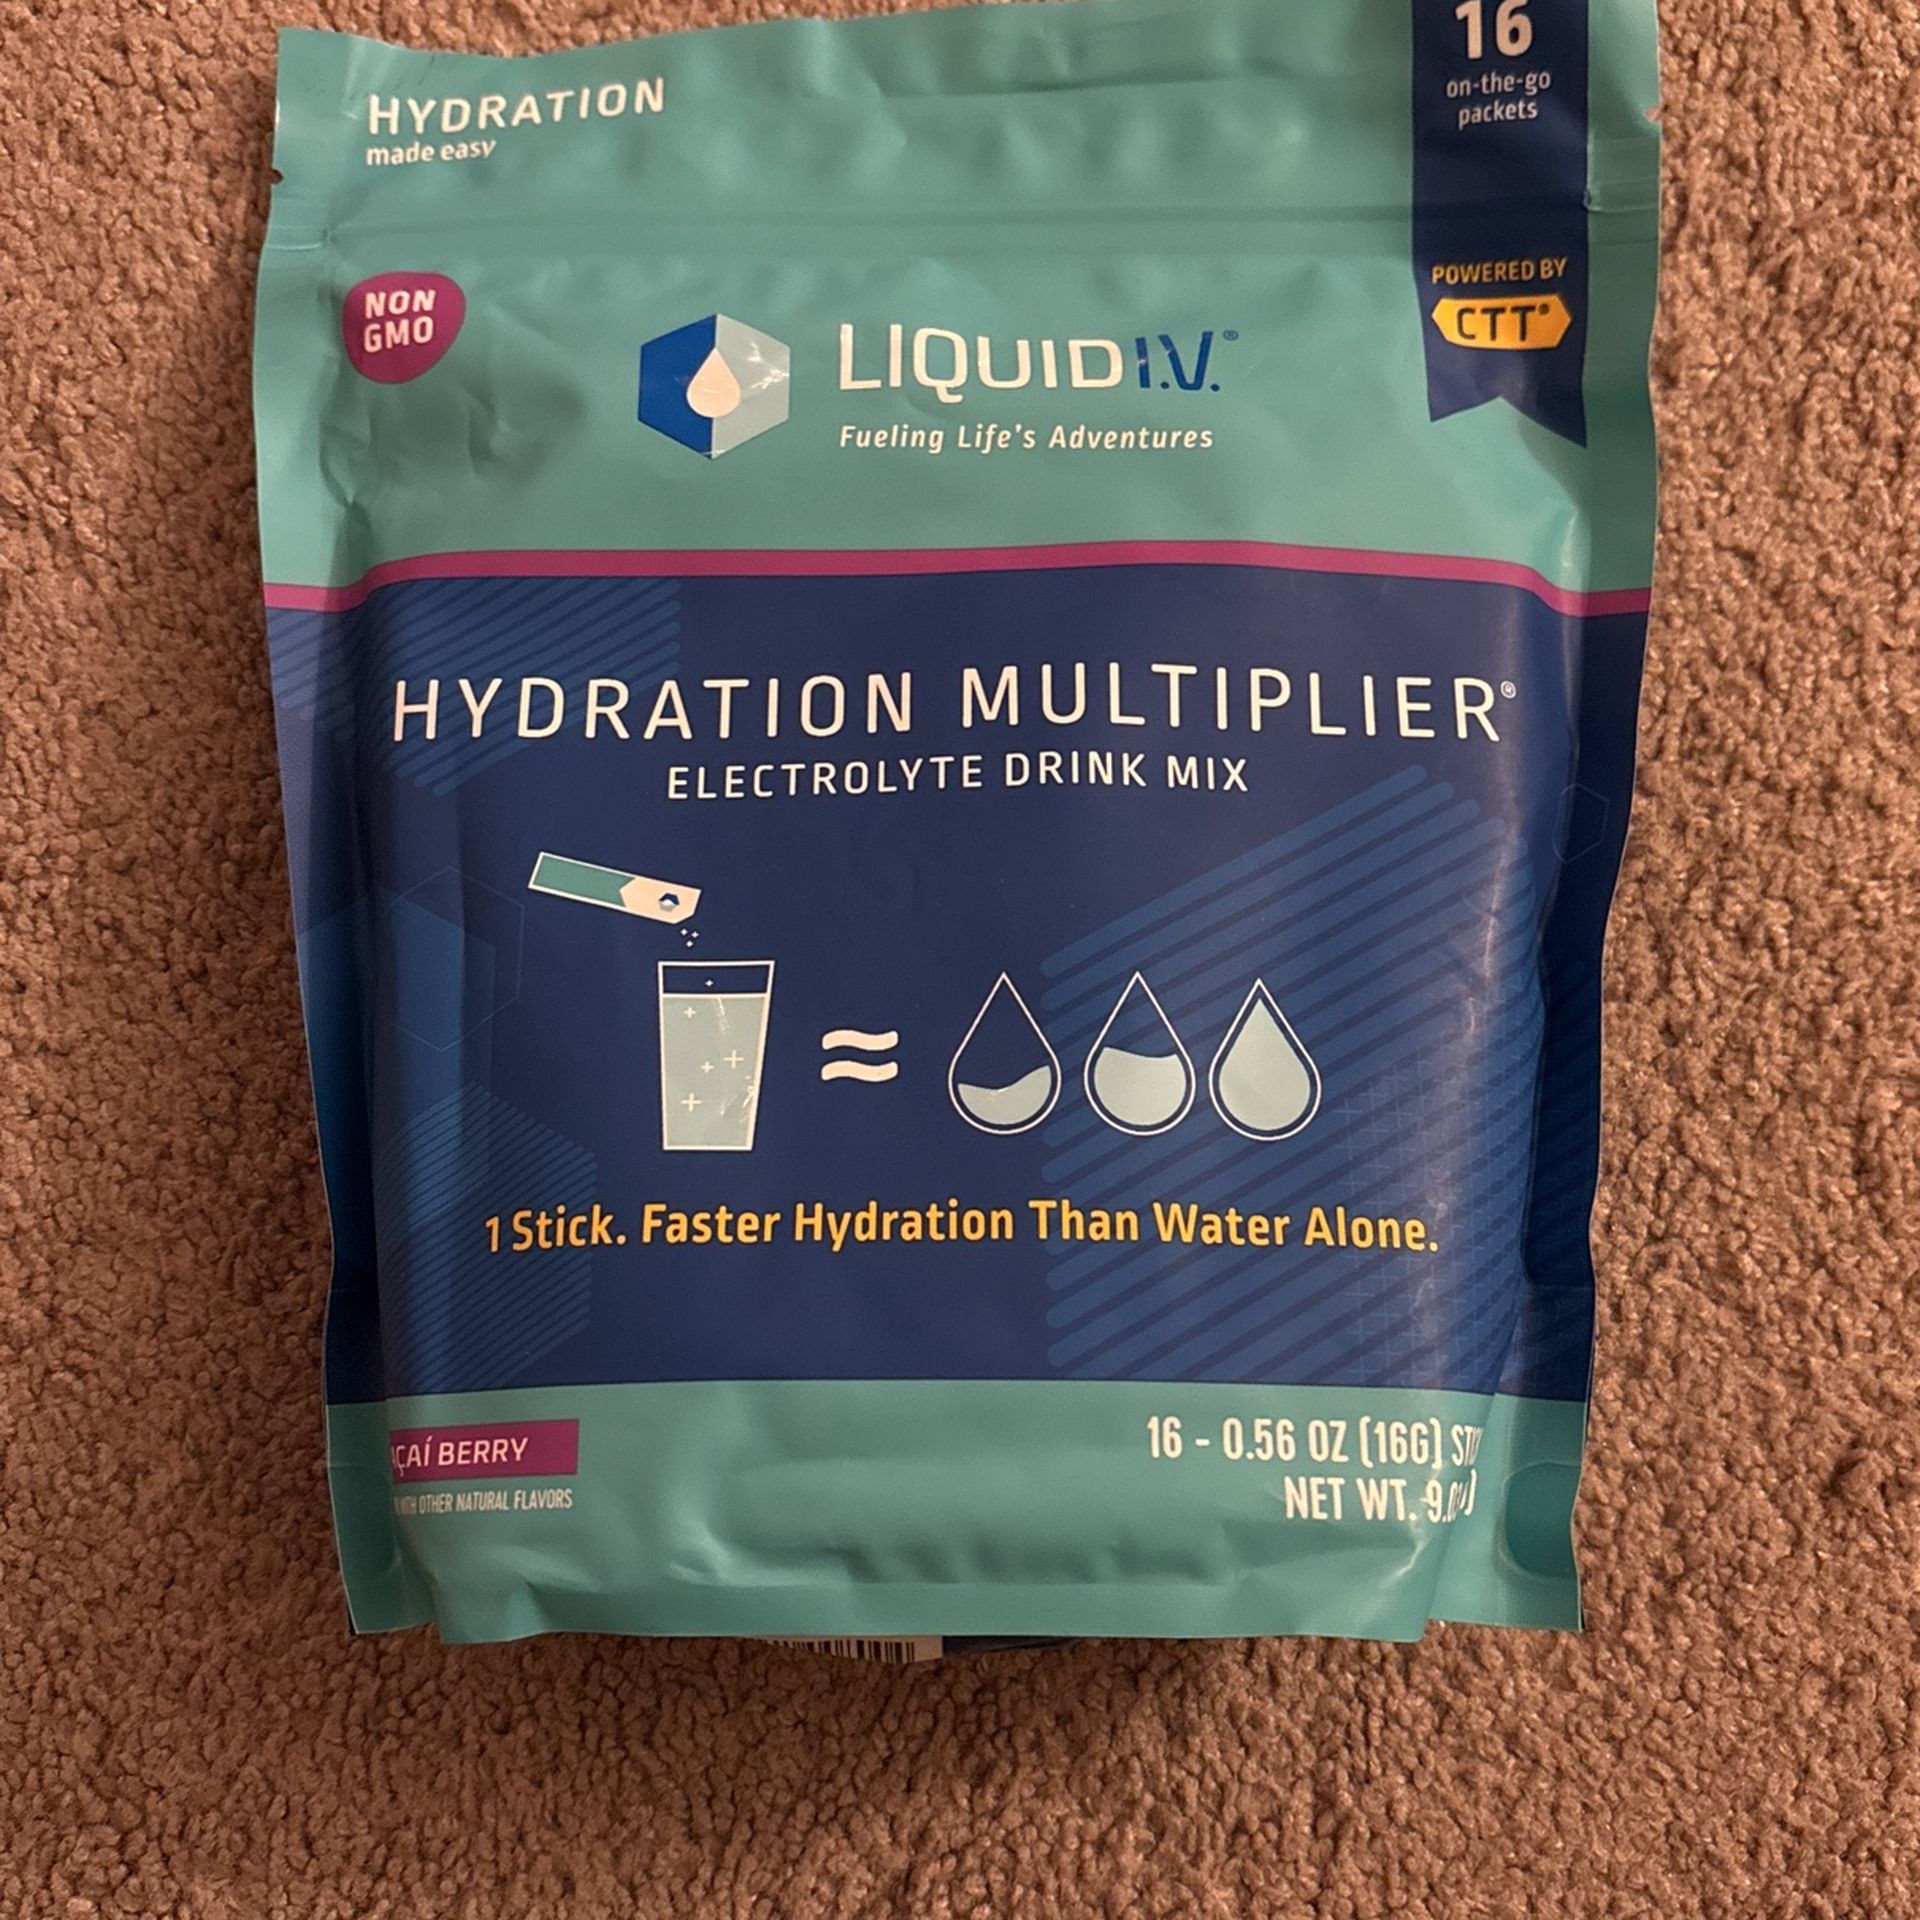 HYDRATION
made easy
16
on-the-go
packets
POWERED BY
CTT®
NON
GMO
LIQUID I.V.®
Fueling Life's Adventures
HYDRATION MULTIPLIER®
ELECTROLYTE DRINK MIX
≈
1 Stick. Faster Hydration Than Water Alone.
AÇAÍ BERRY
WITH OTHER NATURAL FLAVORS
16 - 0.56 OZ (16G)
NET WT.